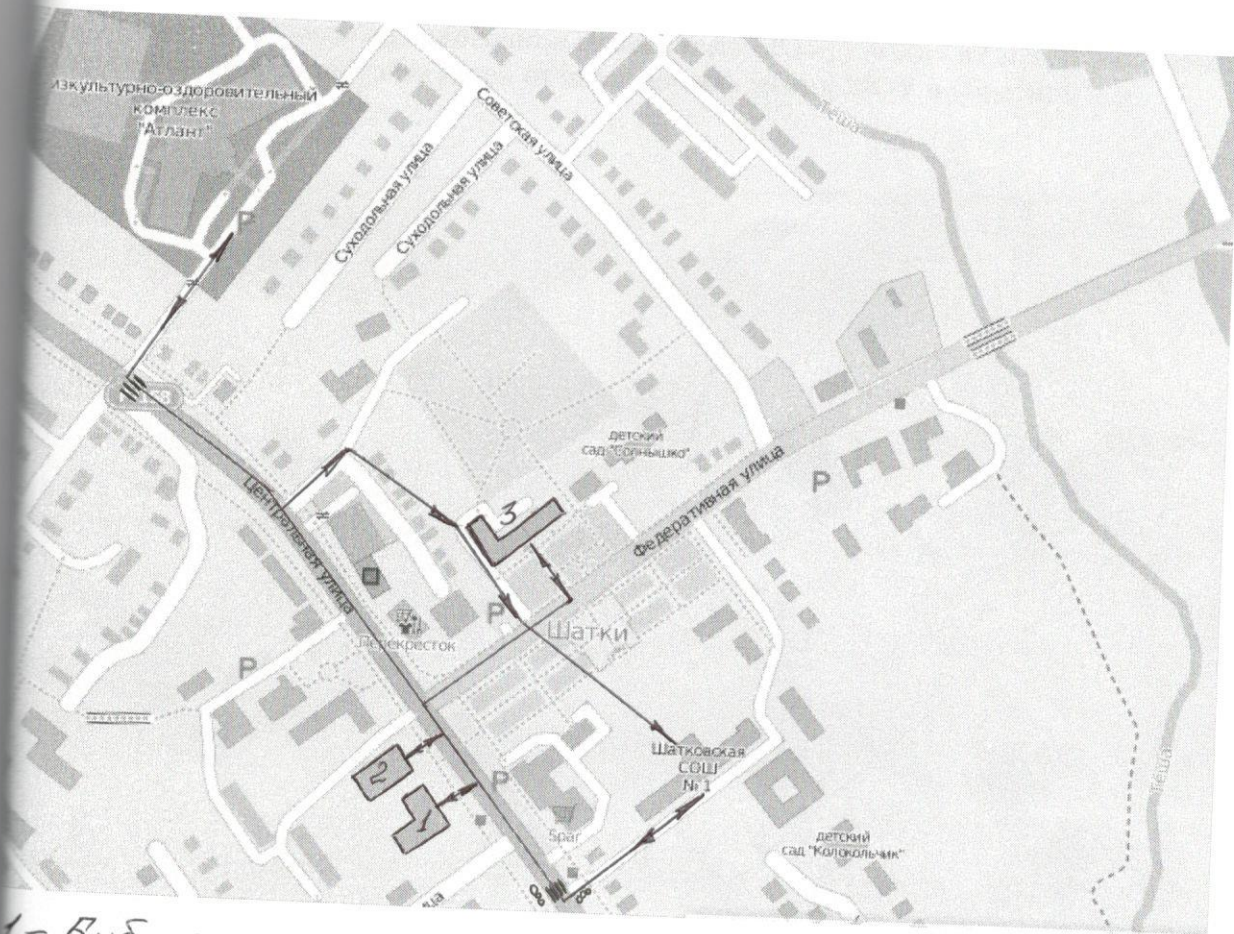 изкультурно-оздоровительный
комплекс
"Атлант"
P
Советская улица
Суходольная улица
Суходольная улица
Теша
детский
сад "Солнышко"
Федеративная улица
P
Центральная улица
3
P
Шатки
Перекресток
P
2
1
P
Шатковская
СОШ
№ 1
Spar
детский
сад "Колокольчик"
Теша
1 -